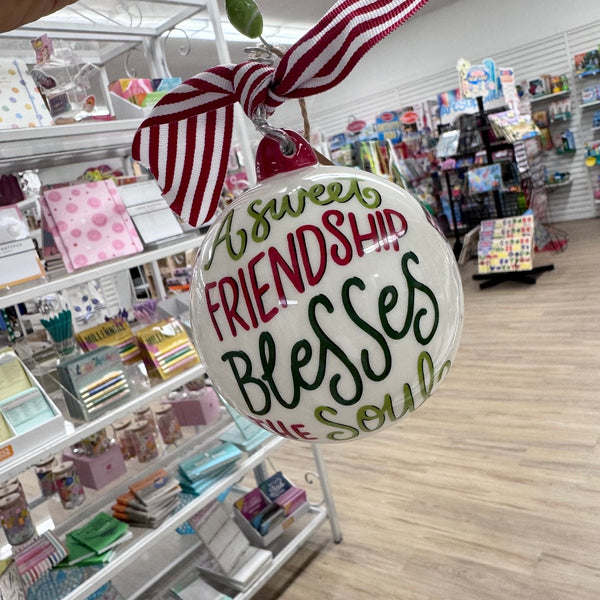 A sweet
FRIENDSHIP
Blesses
THE Soul